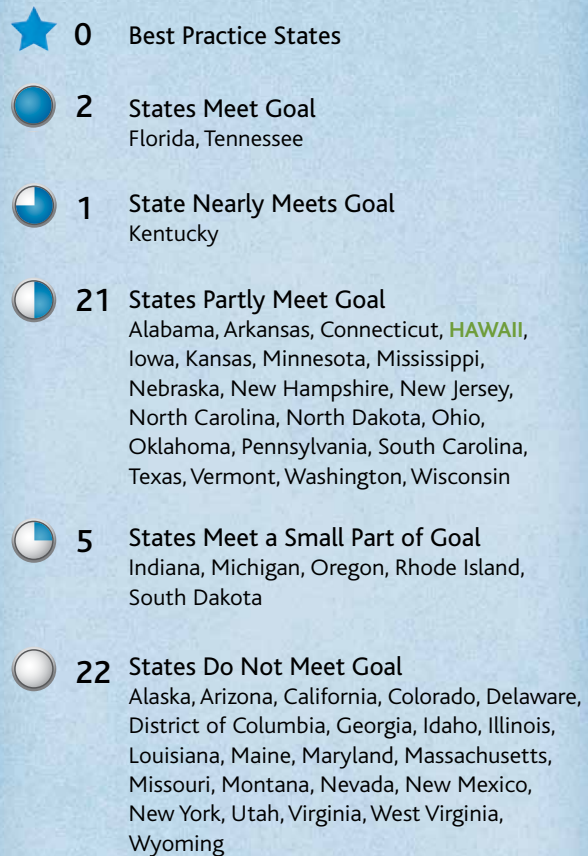 0 Best Practice States
2 States Meet Goal
Florida, Tennessee
1 State Nearly Meets Goal
Kentucky
21 States Partly Meet Goal
Alabama, Arkansas, Connecticut, HAWAII,
Iowa, Kansas, Minnesota, Mississippi,
Nebraska, New Hampshire, New Jersey,
North Carolina, North Dakota, Ohio,
Oklahoma, Pennsylvania, South Carolina,
Texas, Vermont, Washington, Wisconsin
5 States Meet a Small Part of Goal
Indiana, Michigan, Oregon, Rhode Island,
South Dakota
22 States Do Not Meet Goal
Alaska, Arizona, California, Colorado, Delaware,
District of Columbia, Georgia, Idaho, Illinois,
Louisiana, Maine, Maryland, Massachusetts,
Missouri, Montana, Nevada, New Mexico,
New York, Utah, Virginia, West Virginia,
Wyoming